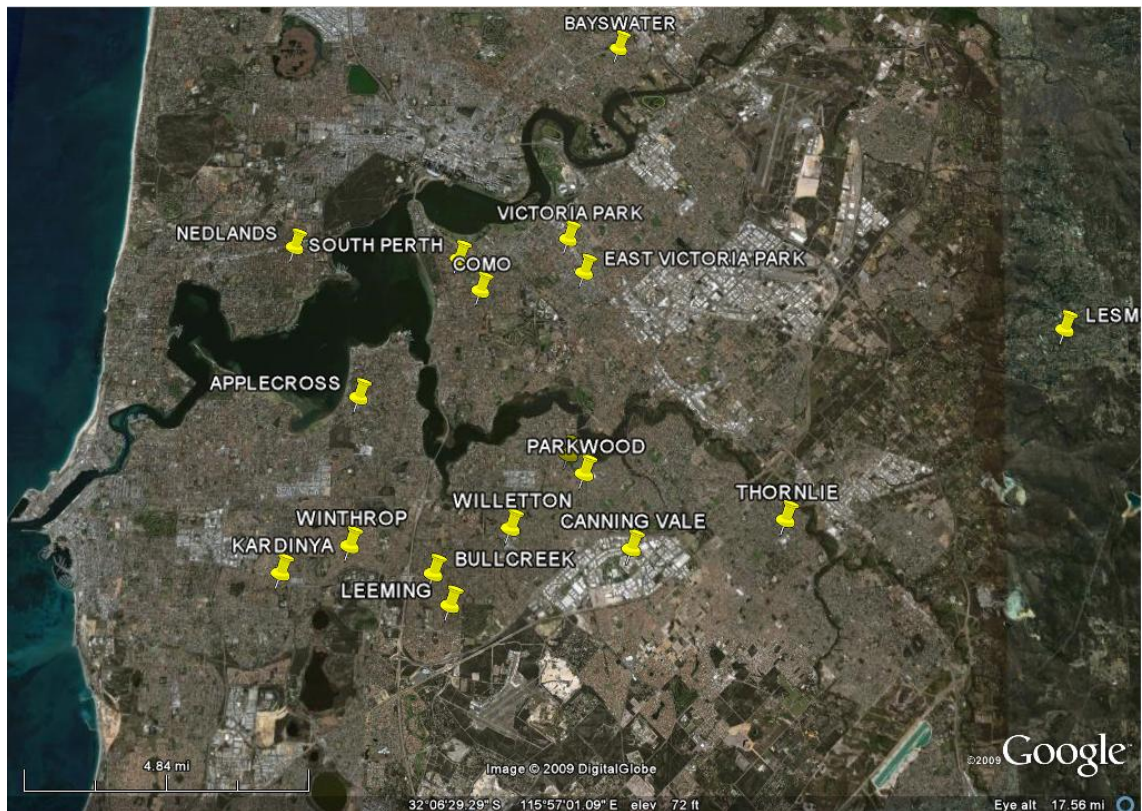 BAYSWATER
VICTORIA PARK
NEDLANDS
SOUTH PERTH
COMO
EAST VICTORIA PARK
LESM
APPLECROSS
PARKWOOD
THORNLIE
WILLETTON
WINTHROP
CANNING VALE
KARDINYA
BULLCREEK
LEEMING
©2009 Google
4.84 mi
Image © 2009 DigitalGlobe
32°06'29.29" S 115°57'01.09" E elev 72 ft
Eye alt 17.56 mi